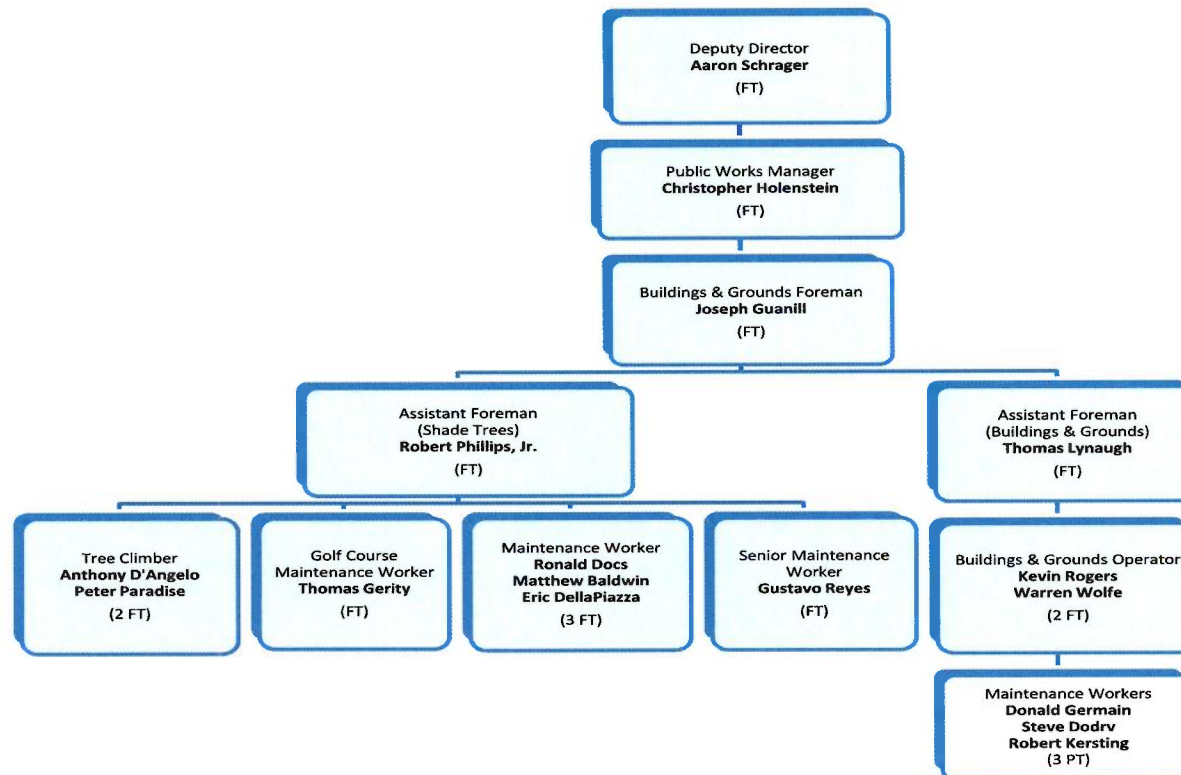 Deputy Director
Aaron Schrager
(FT)
Public Works Manager
Christopher Holenstein
(FT)
Buildings & Grounds Foreman
Joseph Guanill
(FT)
Assistant Foreman
(Shade Trees)
Robert Phillips, Jr.
(FT)
Assistant Foreman
(Buildings & Grounds)
Thomas Lynaugh
(FT)
Tree Climber
Anthony D'Angelo
Peter Paradise
(2 FT)
Golf Course
Maintenance Worker
Thomas Gerity
(FT)
Maintenance Worker
Ronald Docs
Matthew Baldwin
Eric DellaPiazza
(3 FT)
Senior Maintenance
Worker
Gustavo Reyes
(FT)
Buildings & Grounds Operator
Kevin Rogers
Warren Wolfe
(2 FT)
Maintenance Workers
Donald Germain
Steve Dodrv
Robert Kersting
(3 PT)